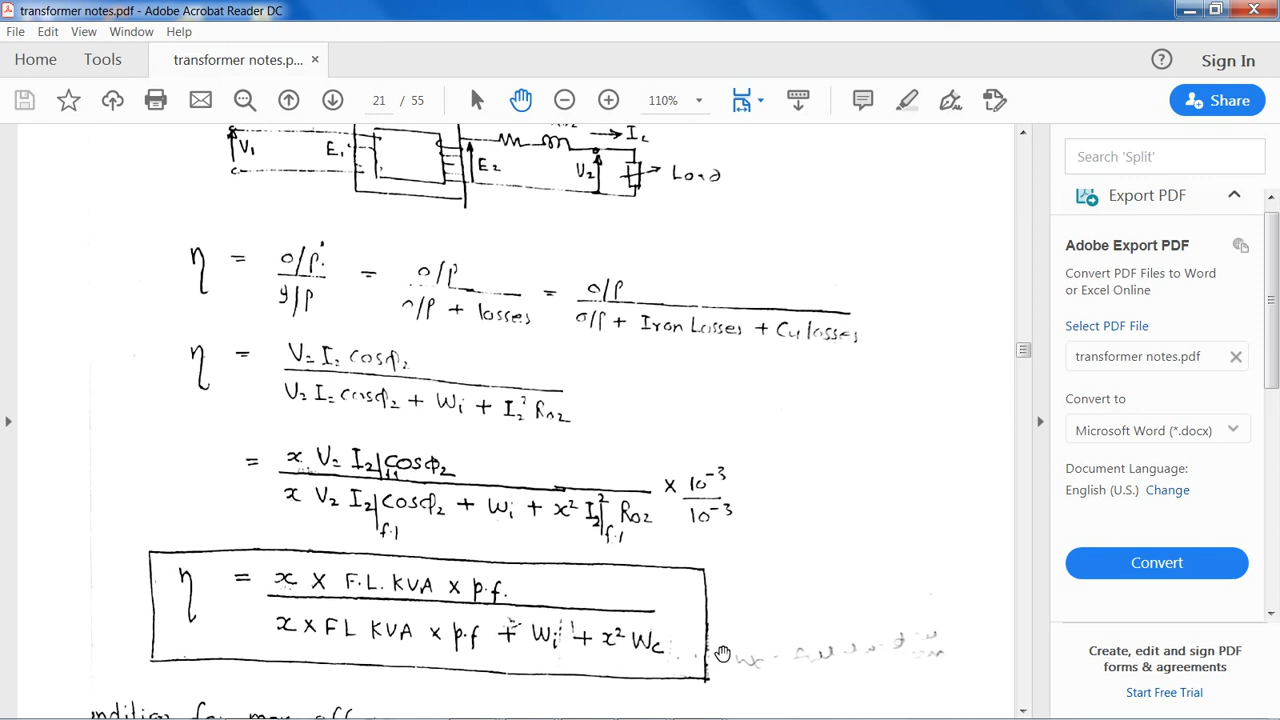 transformer notes.pdf - Adobe Acrobat Reader DC
File Edit View Window Help
Home Tools transformer notes.p... × Sign In
21 / 55 110% Share
V₁ E₁ E₂ V₂ I₂ Load
η = o/p / I/p = o/p / o/p + losses = o/p / o/p + Iron Losses + Cu losses
η = V₂ I₂ cosφ₂ / V₂ I₂ cosφ₂ + Wi + I₂² R₀₂
= x V₂ I₂| cosφ₂ / x V₂ I₂|f.l cosφ₂ + Wi + x² I₂²|f.l R₀₂ × 10⁻³ / 10⁻³
η = x × F.L. KVA × p.f. / x × FL KVA × p.f + Wi + x² Wc
Search 'Split'
Export PDF
Adobe Export PDF
Convert PDF Files to Word
or Excel Online
Select PDF File
transformer notes.pdf ×
Convert to
Microsoft Word (*.docx)
Document Language:
English (U.S.) Change
Convert
Create, edit and sign PDF
forms & agreements
Start Free Trial